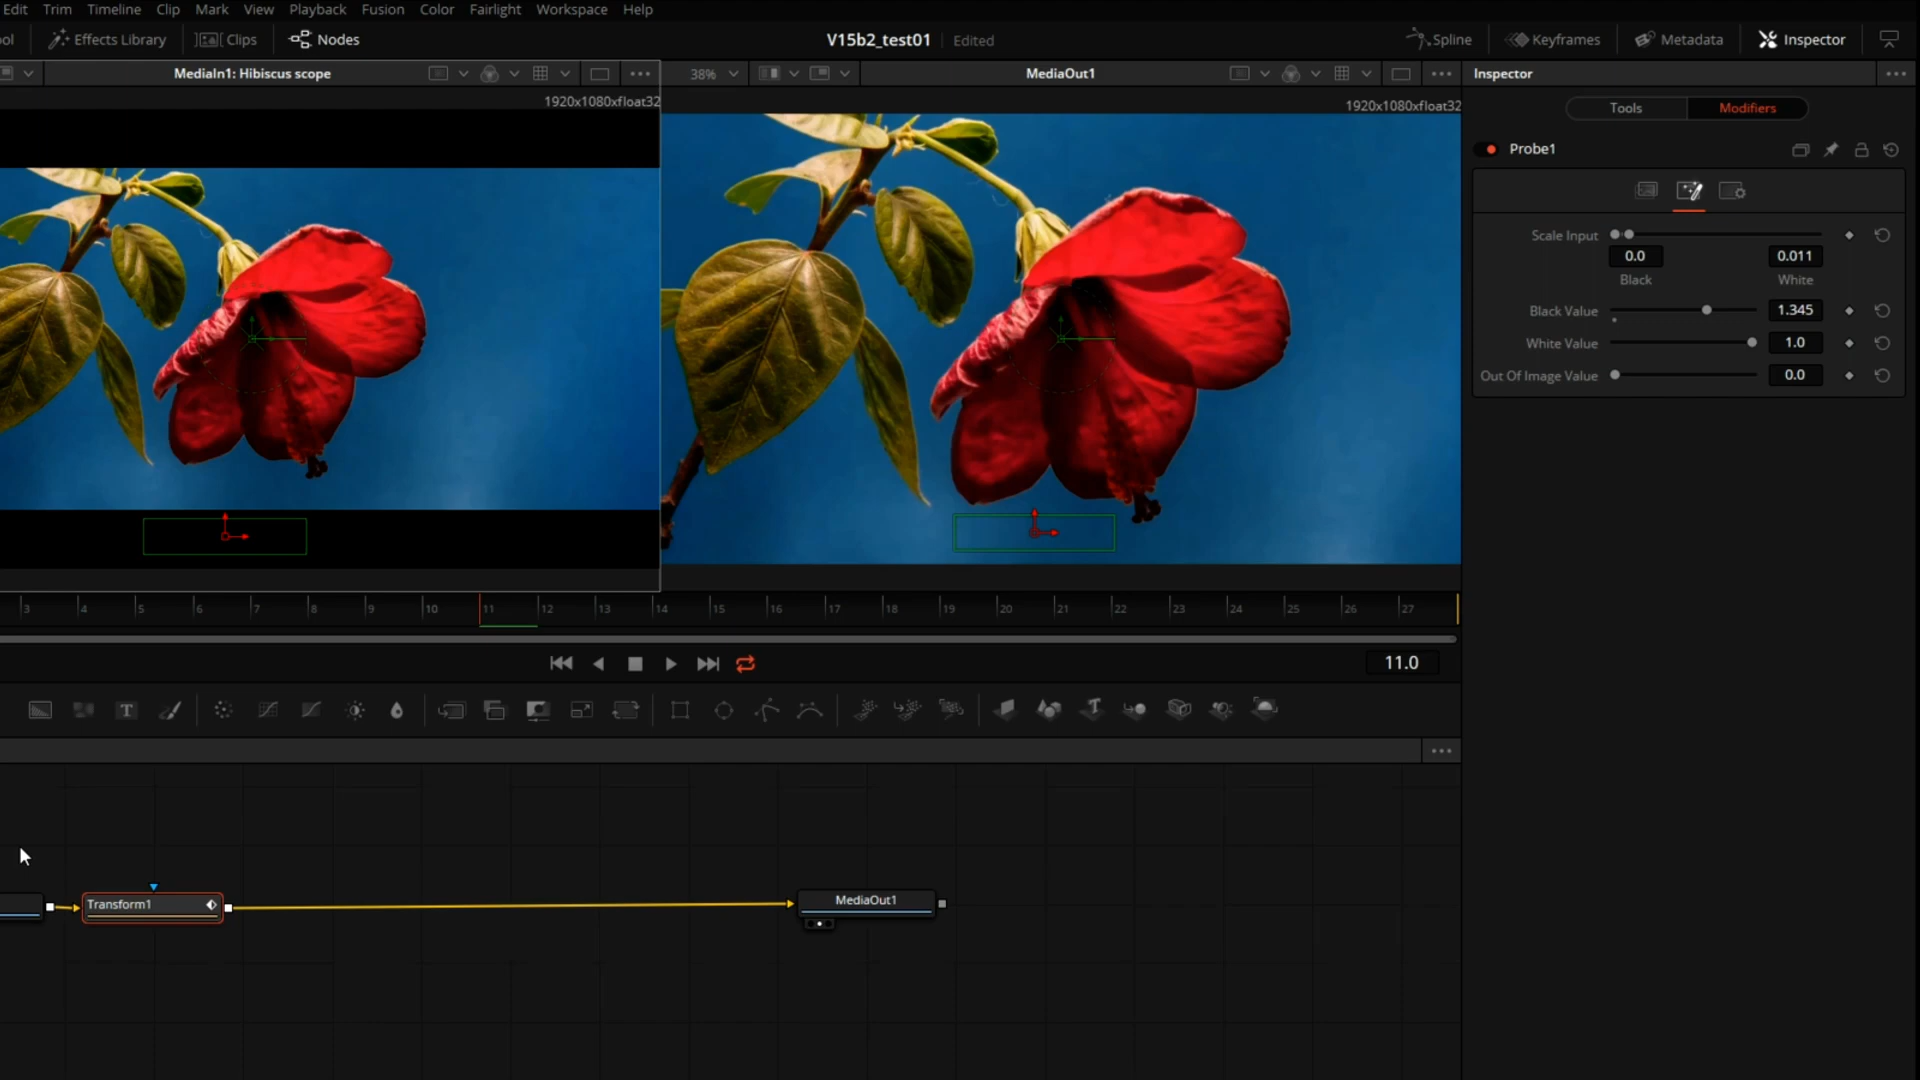 Edit Trim Timeline Clip Mark View Playback Fusion Color Fairlight Workspace Help
ool Effects Library Clips Nodes V15b2_test01 Edited Spline Keyframes Metadata Inspector
MediaIn1: Hibiscus scope 38% MediaOut1 Inspector
1920x1080xfloat32 1920x1080xfloat32
Tools Modifiers
Probe1
Scale Input
0.0 0.011
Black White
Black Value 1.345
White Value 1.0
Out Of Image Value 0.0
3 4 5 6 7 8 9 10 11 12 13 14 15 16 17 18 19 20 21 22 23 24 25 26 27
11.0
T
Transform1 MediaOut1